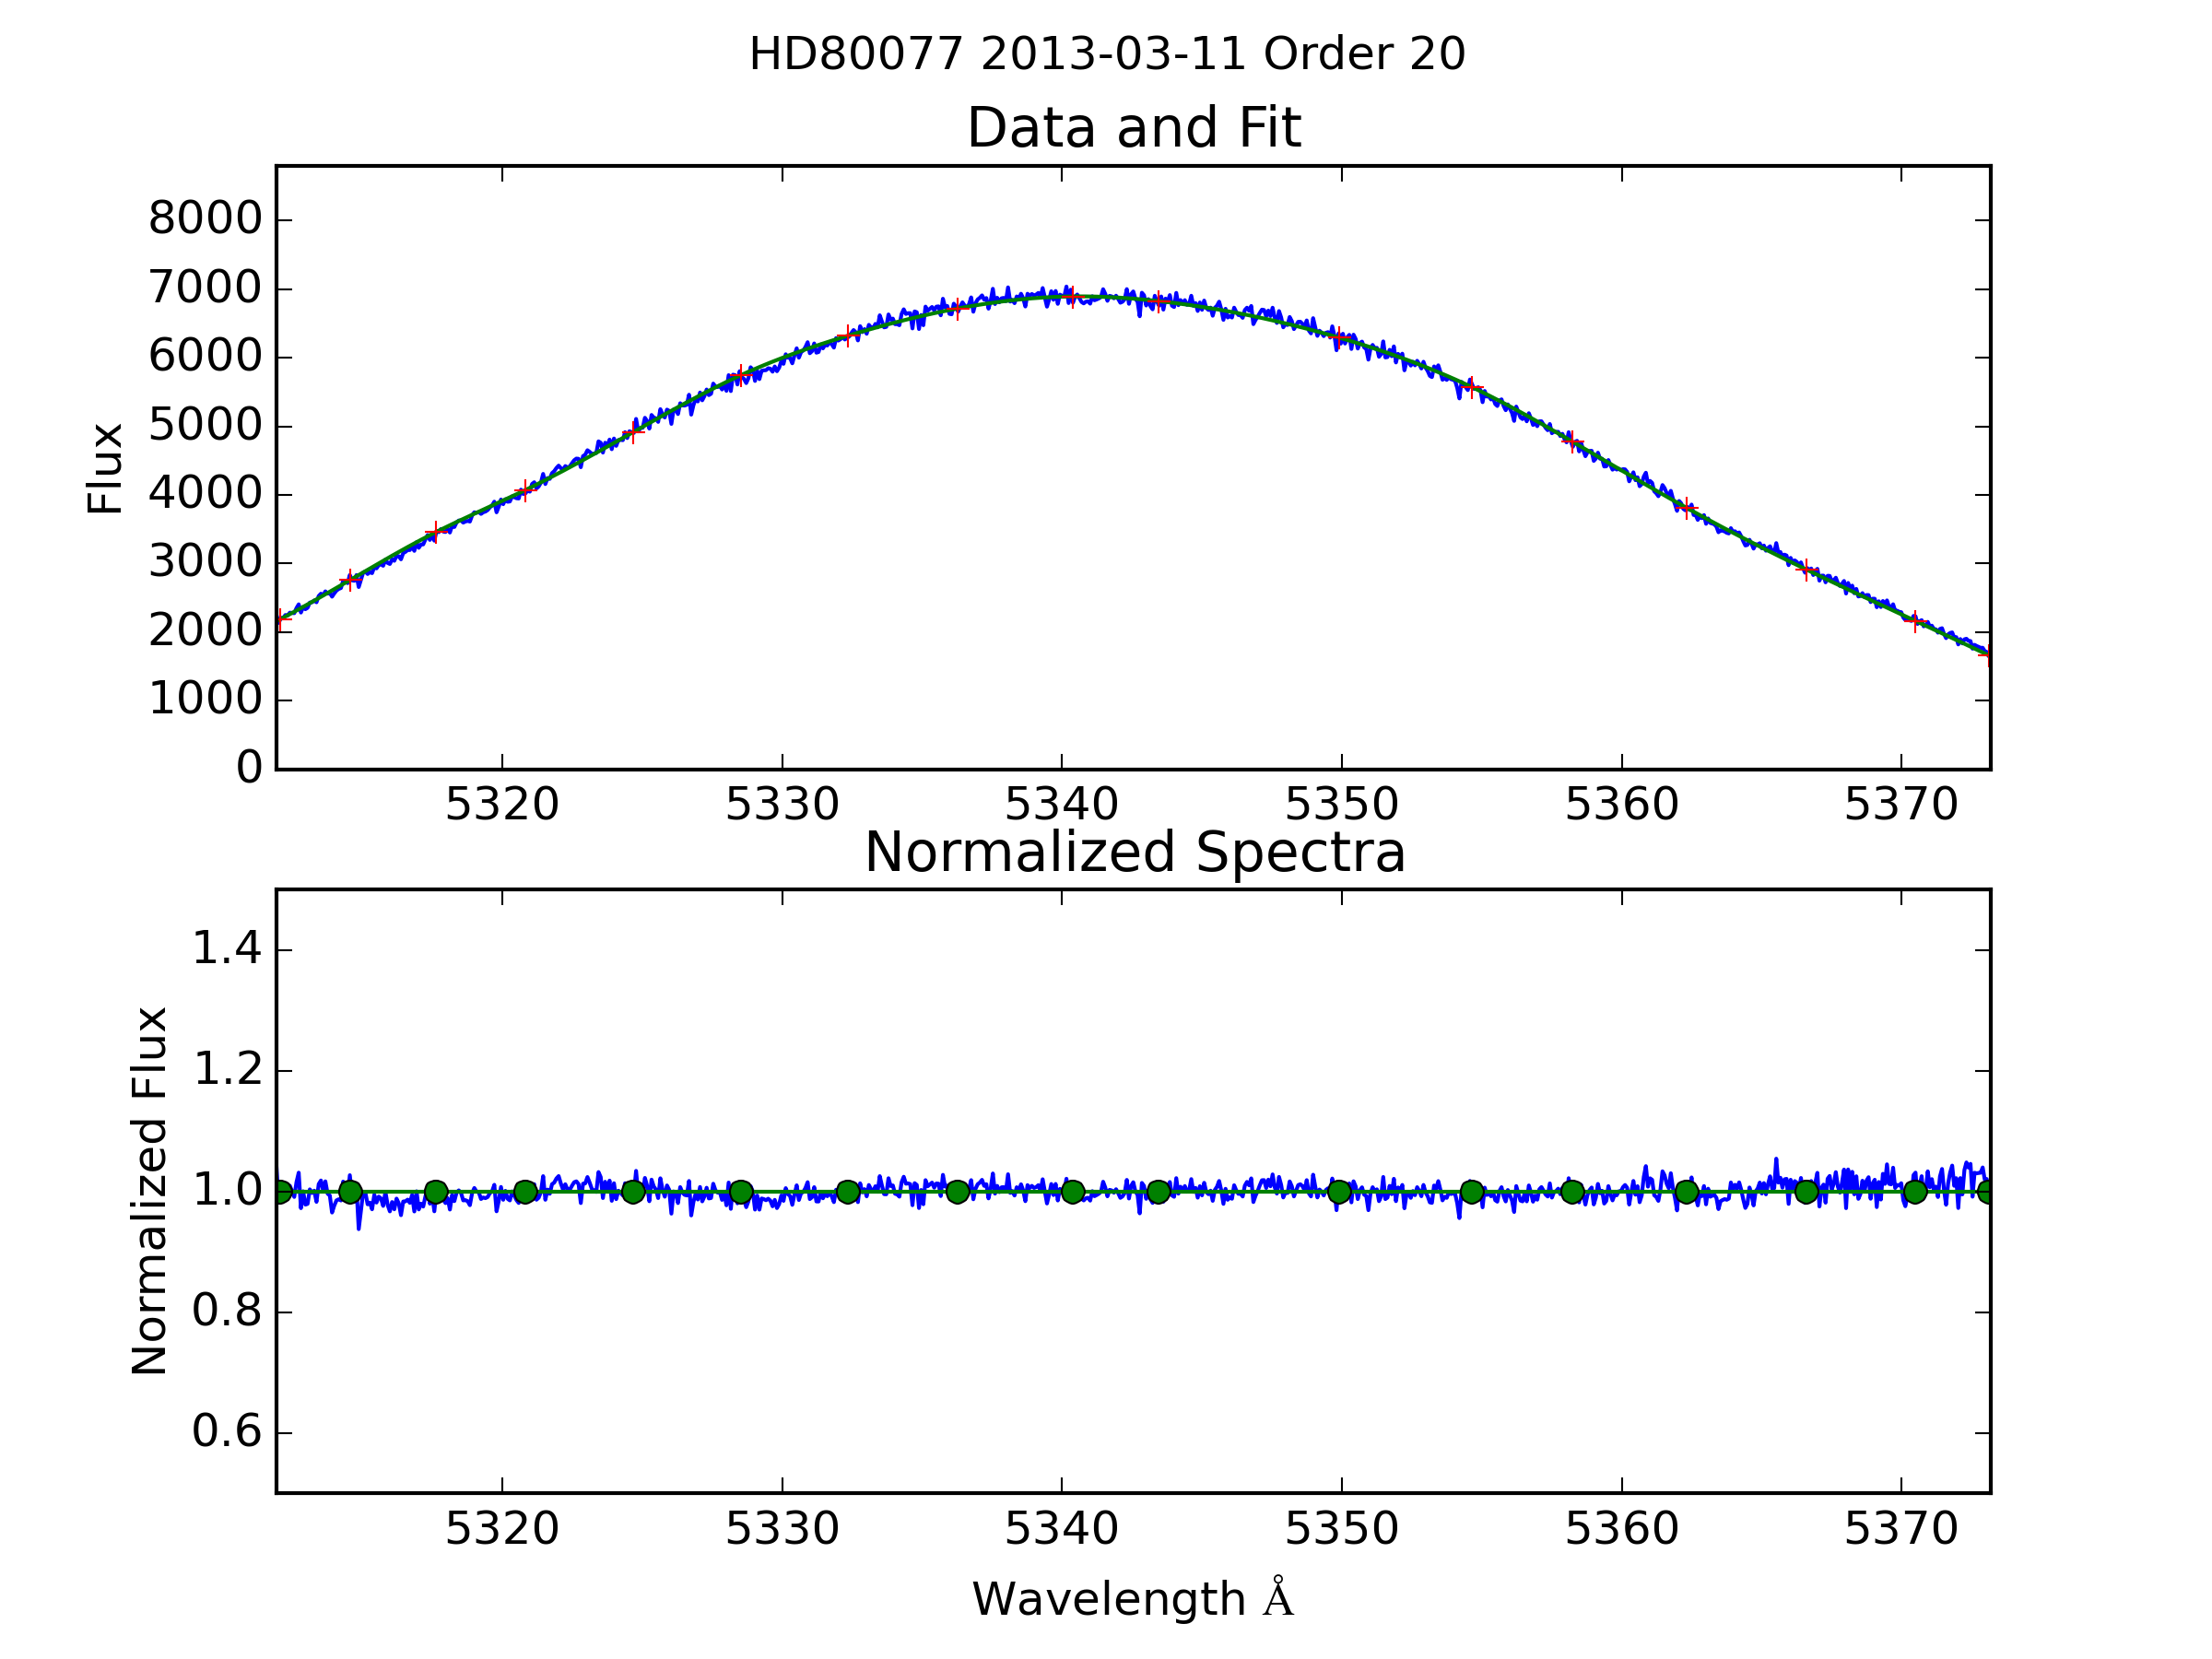 HD80077 2013-03-11 Order 20
Data and Fit
Flux
8000
7000
6000
5000
4000
3000
2000
1000
0
5320 5330 5340 5350 5360 5370
Normalized Spectra
Normalized Flux
1.4
1.2
1.0
0.8
0.6
5320 5330 5340 5350 5360 5370
Wavelength Å